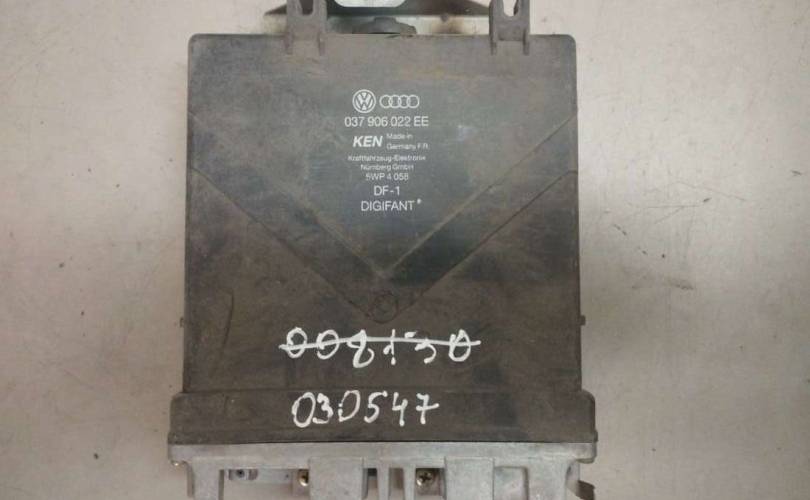 037 906 022 EE
KEN Made in
Germany F.R.
Kraftfahrzeug-Elektronik
Nürnberg GmbH
5WP 4 058
DF-1
DIGIFANT®
030547